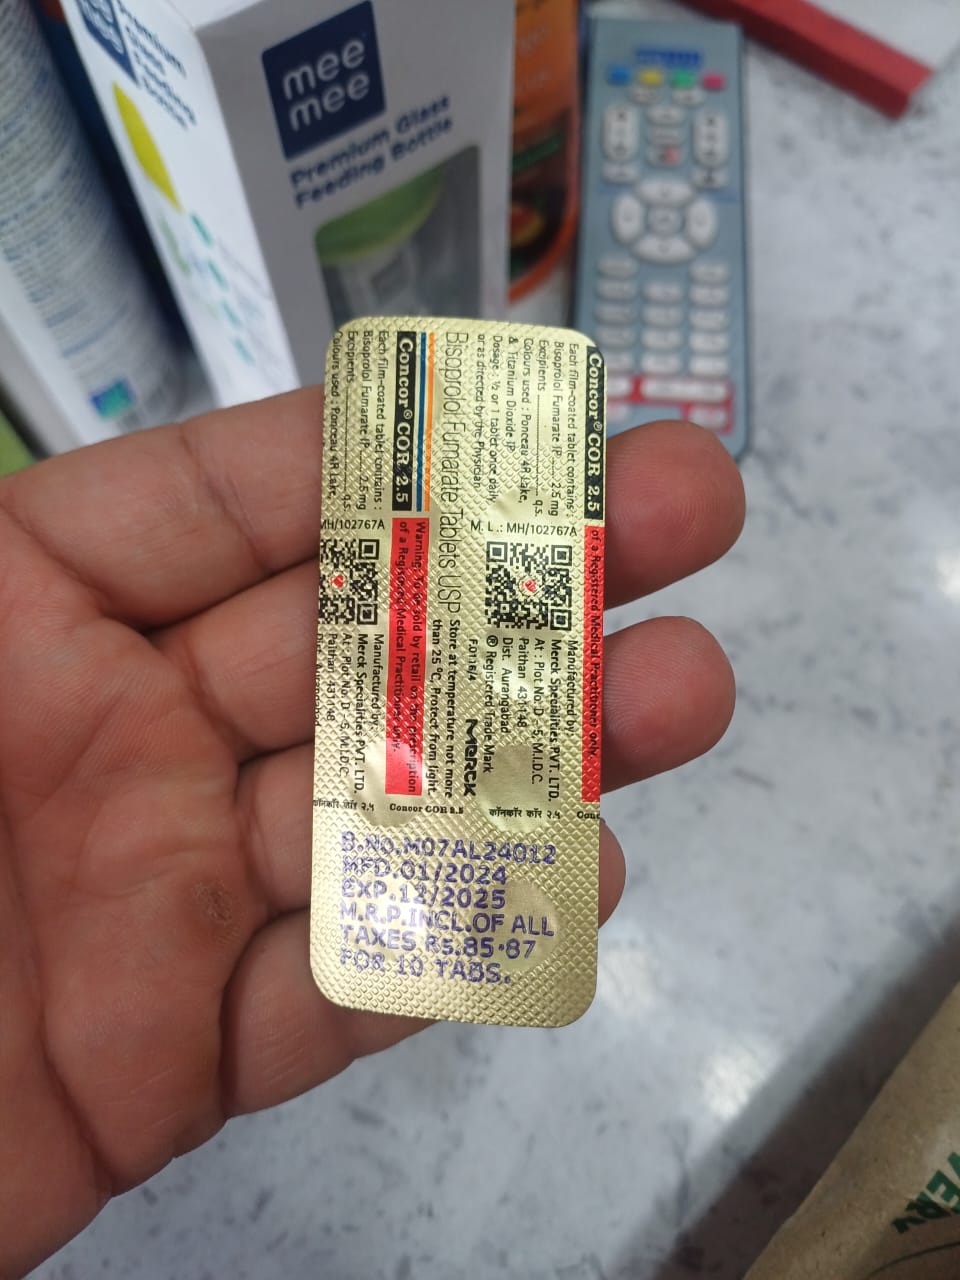 mee
mee
Premium Glass
Feeding Bottle
Concor® COR 2.5
Each film-coated tablet contains :
Bisoprolol Fumarate IP ..... 2.5 mg
Excipients ............ q.s.
Colours used : Ponceau 4R Lake,
& Titanium Dioxide IP
Dosage : ½ or 1 tablet once daily
or as directed by the Physician
of a Registered Medical Practitioner only.
M. L.: MH/102767A
Manufactured by:
Merck Specialities PVT. LTD.
At : Plot No.D -5, M.I.D.C.
Paithan 431148
Dist. Aurangabad
® Registered Trade Mark
MERCK
Bisoprolol Fumarate Tablets USP
Store at temperature not more
than 25 °C, Protect from light.
Concor® COR 2.5
Each film-coated tablet contains :
Bisoprolol Fumarate IP ..... 2.5 mg
Excipients ............ q.s.
Colours used : Ponceau 4R Lake,
Warning: To be sold by retail on the prescription
of a Registered Medical Practitioner only.
MH/102767A
Manufactured by:
Merck Specialities PVT. LTD.
At : Plot No.D -5, M.I.D.C.
Paithan 431148
कॉर २.५ Concor COR 2.5 कॉनकॉर कॉर २.५
B.No.M07AL24012
MFD.01/2024
EXP.12/2025
M.R.P.INCL.OF ALL
TAXES Rs.85.87
FOR 10 TABS.